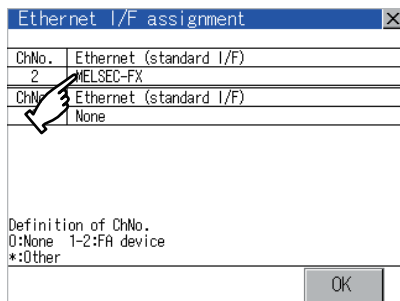 Ethernet I/F assignment
ChNo. Ethernet (standard I/F)
2 MELSEC-FX
ChNo Ethernet (standard I/F)
None
Definition of ChNo.
0:None 1-2:FA device
*:Other
OK